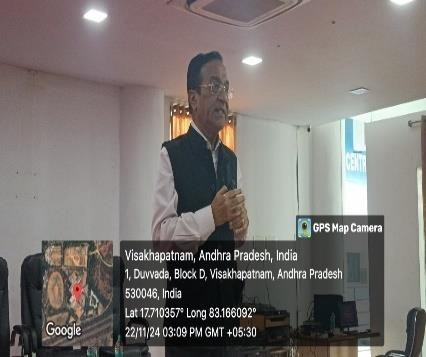 CENTR
GPS Map Camera
Visakhapatnam, Andhra Pradesh, India
1, Duvvada, Block D, Visakhapatnam, Andhra Pradesh
530046, India
Lat 17.710357° Long 83.166092°
22/11/24 03:09 PM GMT +05:30
Google